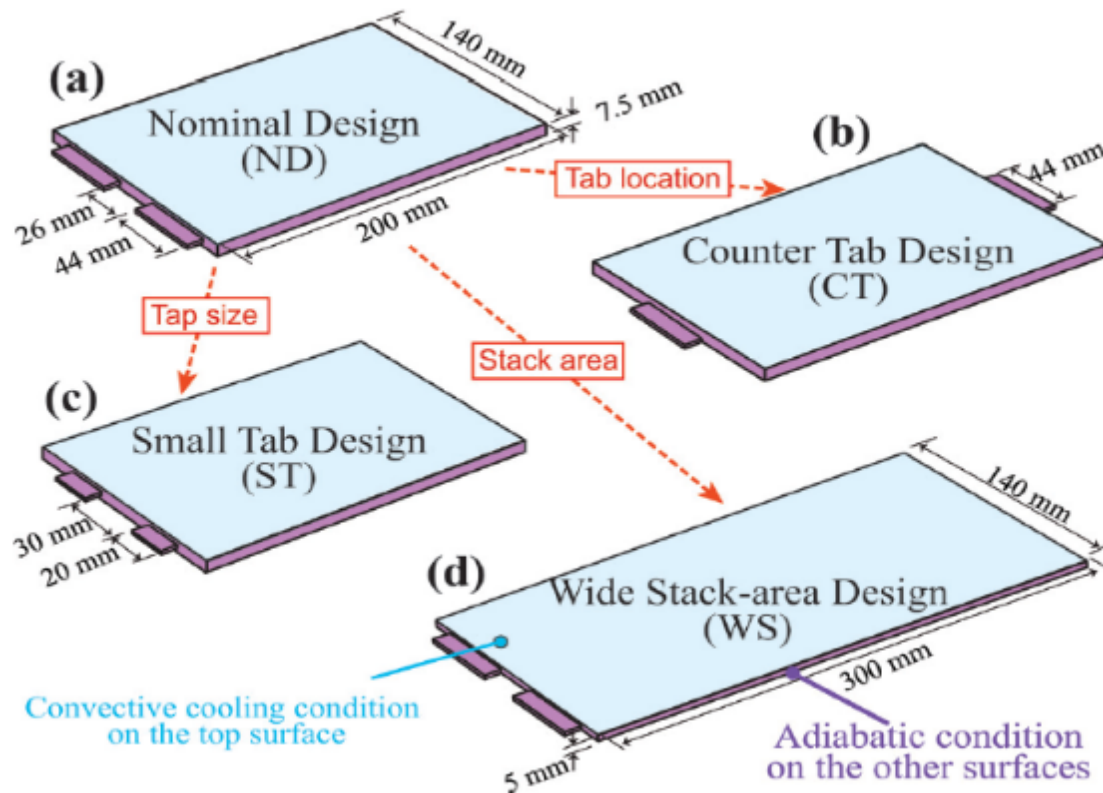 (a)
140 mm
7.5 mm
Nominal Design
(ND)
26 mm
44 mm
200 mm
Tab location
(b)
44 mm
Counter Tab Design
(CT)
Tap size
Stack area
(c)
Small Tab Design
(ST)
30 mm
20 mm
(d)
140 mm
Wide Stack-area Design
(WS)
300 mm
5 mm
Convective cooling condition
on the top surface
Adiabatic condition
on the other surfaces